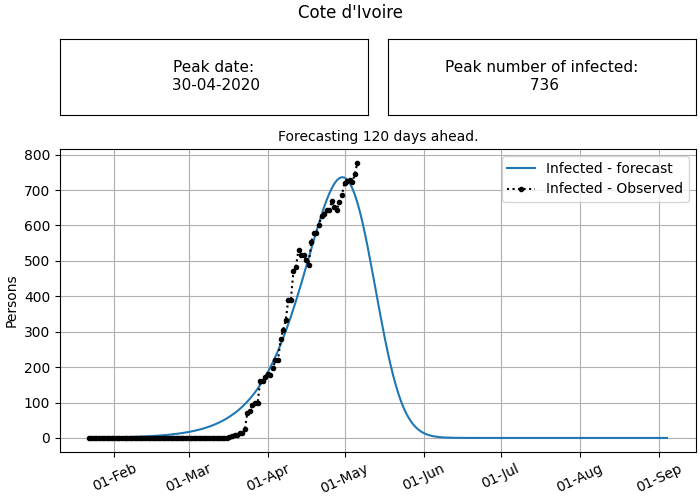 Cote d'Ivoire
Peak date:
30-04-2020
Peak number of infected:
736
Forecasting 120 days ahead.
Infected - forecast
Infected - Observed
Persons
800
700
600
500
400
300
200
100
0
01-Feb
01-Mar
01-Apr
01-May
01-Jun
01-Jul
01-Aug
01-Sep